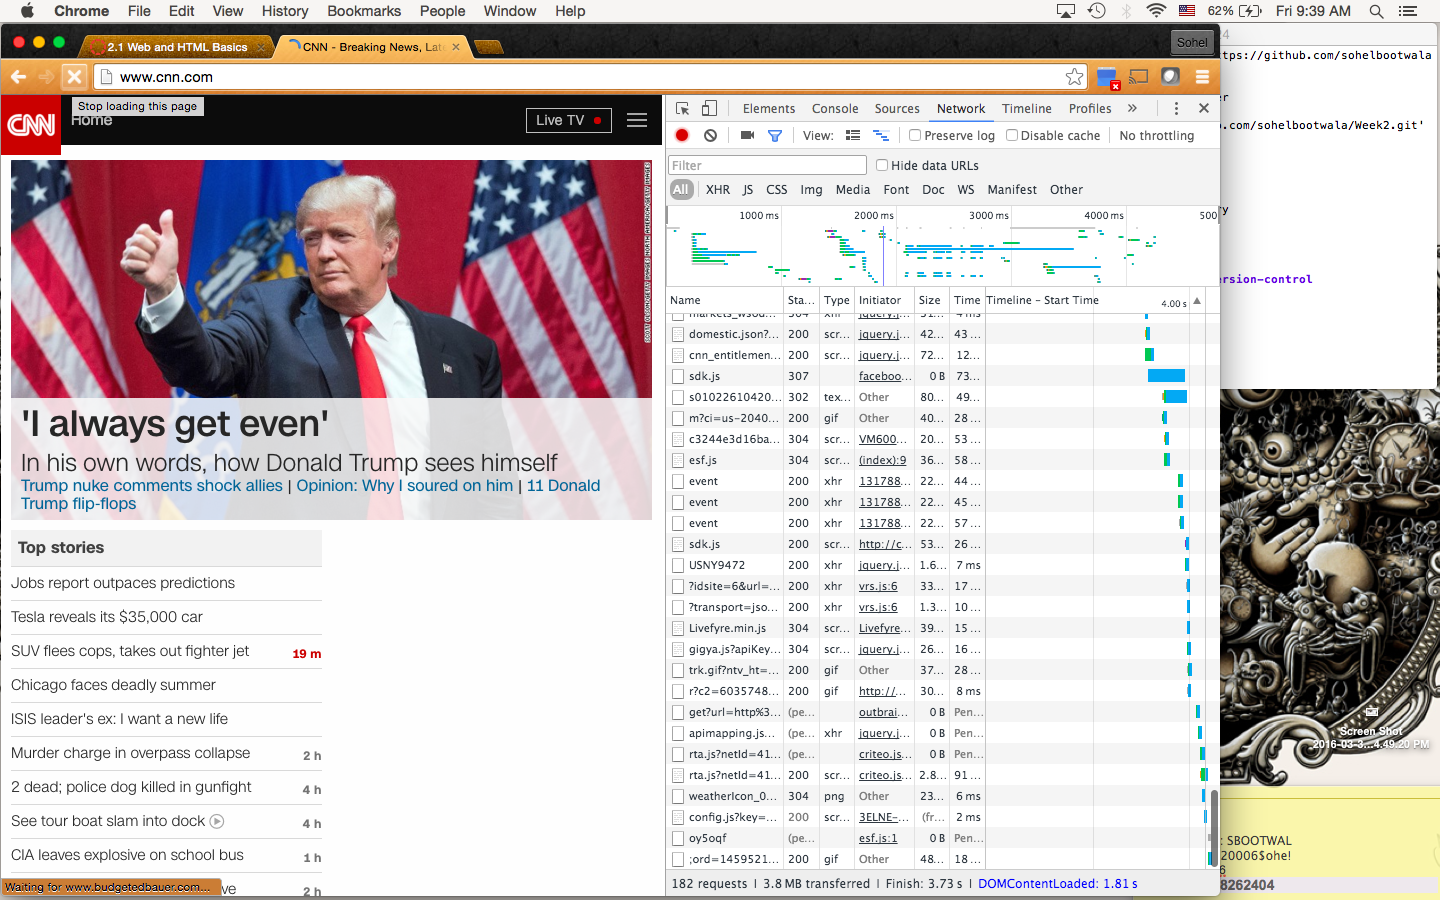 Chrome File Edit View History Bookmarks People Window Help 62% Fri 9:39 AM
2.1 Web and HTML Basics
CNN - Breaking News, Late
Sohel
www.cnn.com
Stop loading this page
CNN
Home
Live TV
'I always get even'
In his own words, how Donald Trump sees himself
Trump nuke comments shock allies | Opinion: Why I soured on him | 11 Donald
Trump flip-flops
Top stories
Jobs report outpaces predictions
Tesla reveals its $35,000 car
SUV flees cops, takes out fighter jet 19 m
Chicago faces deadly summer
ISIS leader's ex: I want a new life
Murder charge in overpass collapse 2 h
2 dead; police dog killed in gunfight 4 h
See tour boat slam into dock 4 h
CIA leaves explosive on school bus 1 h
ve 2 h
Waiting for www.budgetedbauer.com...
Elements Console Sources Network Timeline Profiles »
View: Preserve log Disable cache No throttling
Filter Hide data URLs
All XHR JS CSS Img Media Font Doc WS Manifest Other
1000 ms 2000 ms 3000 ms 4000 ms 500
Name Sta... Type Initiator Size Time Timeline – Start Time 4.00 s
domestic.json?... 200 scr... jquery.j... 42... 43 ...
cnn_entitlemen... 200 scr... jquery.j... 72... 12...
sdk.js 307 faceboo... 0 B 73...
s01022610420... 302 tex... Other 80... 49...
m?ci=us-2040... 200 gif Other 40... 28 ...
c3244e3d16ba... 304 scr... VM600... 20... 53 ...
esf.js 304 scr... (index):9 36... 58 ...
event 200 xhr 131788... 22... 44 ...
event 200 xhr 131788... 22... 45 ...
event 200 xhr 131788... 22... 57 ...
sdk.js 200 scr... http://c... 53... 26 ...
USNY9472 200 xhr jquery.j... 1.6... 7 ms
?idsite=6&url=... 200 xhr vrs.js:6 33... 17 ...
?transport=jso... 200 xhr vrs.js:6 1.3... 10 ...
Livefyre.min.js 304 scr... Livefyre... 39... 15 ...
gigya.js?apiKey... 304 scr... jquery.j... 26... 16 ...
trk.gif?ntv_ht=... 200 gif Other 37... 28 ...
r?c2=6035748... 200 gif http://... 30... 8 ms
get?url=http%3... (pe... outbrai... 0 B Pen...
apimapping.js... (pe... xhr jquery.j... 0 B Pen...
rta.js?netId=41... (pe... criteo.js... 0 B Pen...
rta.js?netId=41... 200 scr... criteo.js... 2.8... 91 ...
weatherIcon_0... 304 png Other 23... 6 ms
config.js?key=... 200 scr... 3ELNE-... (fr... 2 ms
oy5oqf (pe... esf.js:1 0 B Pen...
;ord=1459521... 200 gif Other 48... 18 ...
182 requests | 3.8 MB transferred | Finish: 3.73 s | DOMContentLoaded: 1.81 s
24
tps://github.com/sohelbootwala
er
.com/sohelbootwala/Week2.git'
ry
ersion-control
Screen Shot
2016-03-3...4.49.20 PM
: SBOOTWAL
20006$ohe!
6
8262404